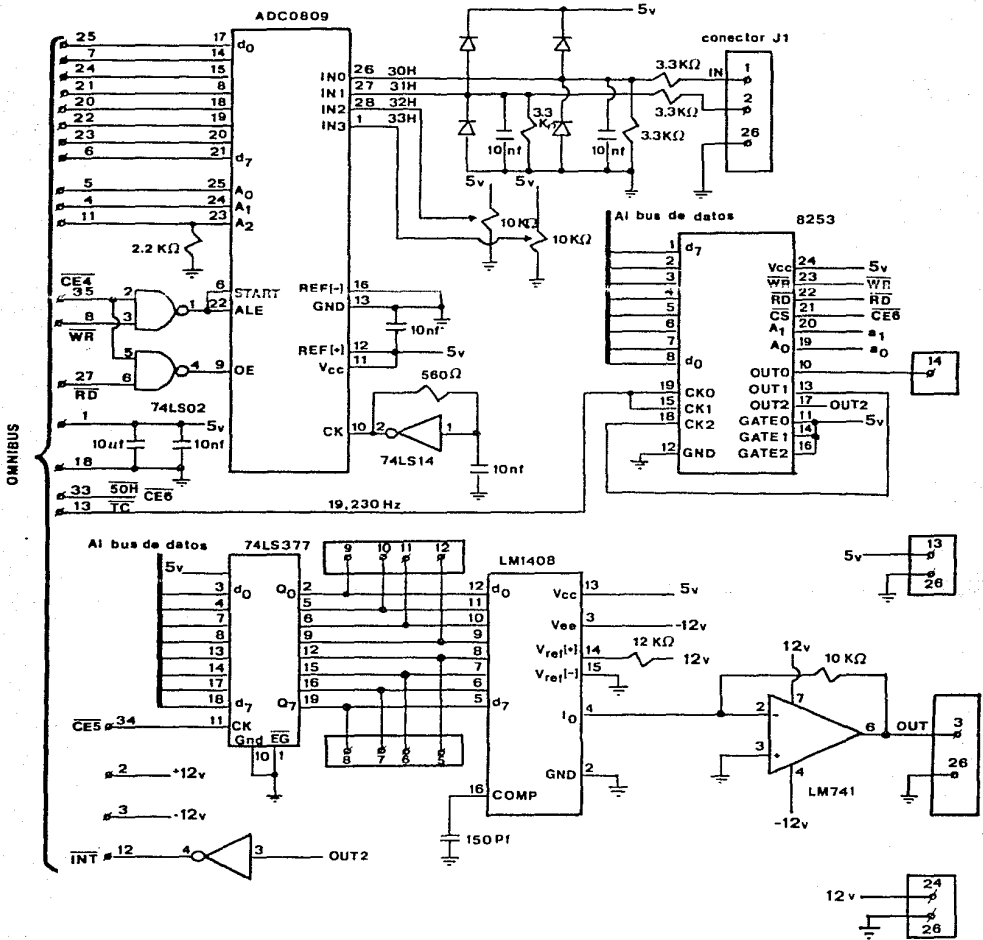 ADC0809
5v
conector J1
25 17 d0
7 14
24 15
21 8
20 18
22 19
23 20
6 21 d7
5 25 A0
4 24 A1
11 23 A2
2.2 KΩ
IN0 26 30H
IN1 27 31H
IN2 28 32H
IN3 1 33H
3.3KΩ
IN
1
3.3KΩ
2
26
10nf
3.3
KΩ
10nf
3.3KΩ
5v
5v
10KΩ
10KΩ
CE4
35 2
1
8 3
WR
5
4
27 6
RD
74LS02
6 START
22 ALE
9 OE
REF[-] 16
GND 13
10nf
REF[+] 12
5v
Vcc 11
560Ω
CK 10 2
1
74LS14
10nf
1
5v
10µf
10nf
18
33 50H CE6
13 TC
19,230 Hz
OMNIBUS
Al bus de datos
8253
1 d7
2
3
4
5
6
7
8 d0
19 CK0
15 CK1
18 CK2
12 GND
Vcc 24 5v
WR 23 WR
RD 22 RD
CS 21 CE6
A1 20 a1
A0 19 a0
OUT0 10
14
OUT1 13
OUT2 17 OUT2
GATE0 11 5v
GATE1 14
GATE2 16
Al bus de datos
74LS377
5v
3 d0
4
7
8
13
14
17
18 d7
CE5 34
11 CK
Gnd EG
10 1
Q0 2
5
6
9
12
15
16
Q7 19
9 10 11 12
8 7 6 5
LM1408
12 d0
11
10
9
8
7
6
5 d7
16 COMP
150Pf
Vcc 13 5v
Vee 3 -12v
Vref[+] 14 12 KΩ 12v
Vref[-] 15
I0 4
GND 2
5v
13
26
12v
10 KΩ
7
2 -
3 +
4
6 OUT
LM741
-12v
3
26
2 +12v
3 -12v
INT 12 4
3 OUT2
12v
24
26